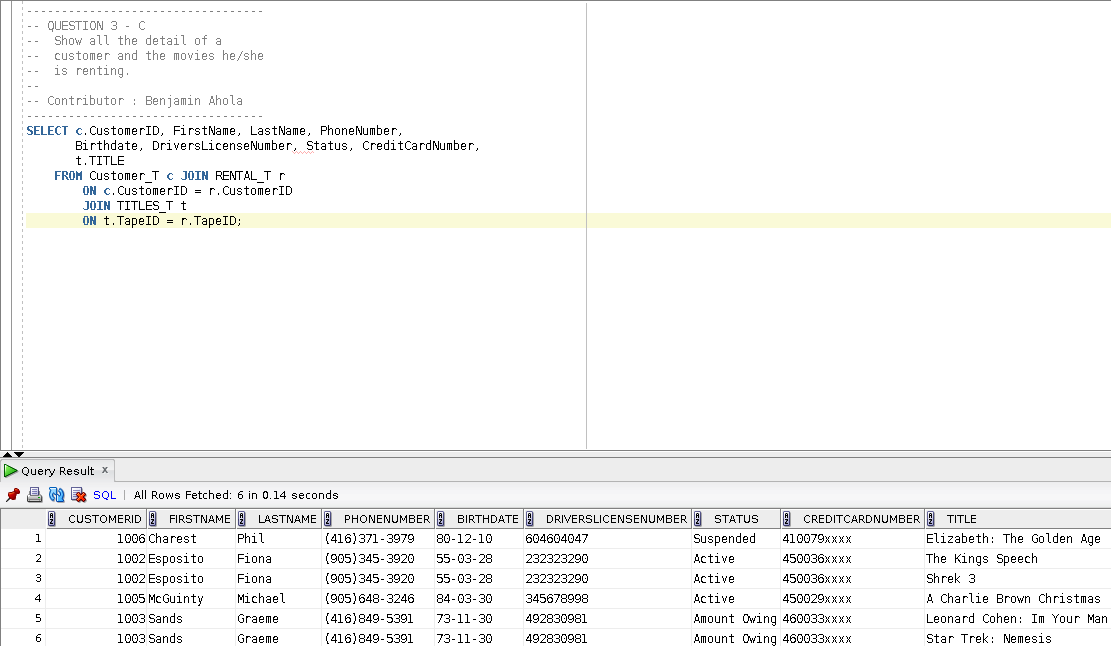 ---------------------------------
-- QUESTION 3 - C
--  Show all the detail of a
--  customer and the movies he/she
--  is renting.
--
-- Contributor : Benjamin Ahola
---------------------------------
SELECT c.CustomerID, FirstName, LastName, PhoneNumber,
       Birthdate, DriversLicenseNumber, Status, CreditCardNumber,
       t.TITLE
    FROM Customer_T c JOIN RENTAL_T r
        ON c.CustomerID = r.CustomerID
        JOIN TITLES_T t
        ON t.TapeID = r.TapeID;
Query Result x
SQL | All Rows Fetched: 6 in 0.14 seconds
CUSTOMERID FIRSTNAME LASTNAME PHONENUMBER BIRTHDATE DRIVERSLICENSENUMBER STATUS CREDITCARDNUMBER TITLE
1 1006 Charest Phil (416)371-3979 80-12-10 604604047 Suspended 410079xxxx Elizabeth: The Golden Age
2 1002 Esposito Fiona (905)345-3920 55-03-28 232323290 Active 450036xxxx The Kings Speech
3 1002 Esposito Fiona (905)345-3920 55-03-28 232323290 Active 450036xxxx Shrek 3
4 1005 McGuinty Michael (905)648-3246 84-03-30 345678998 Active 450029xxxx A Charlie Brown Christmas
5 1003 Sands Graeme (416)849-5391 73-11-30 492830981 Amount Owing 460033xxxx Leonard Cohen: Im Your Man
6 1003 Sands Graeme (416)849-5391 73-11-30 492830981 Amount Owing 460033xxxx Star Trek: Nemesis